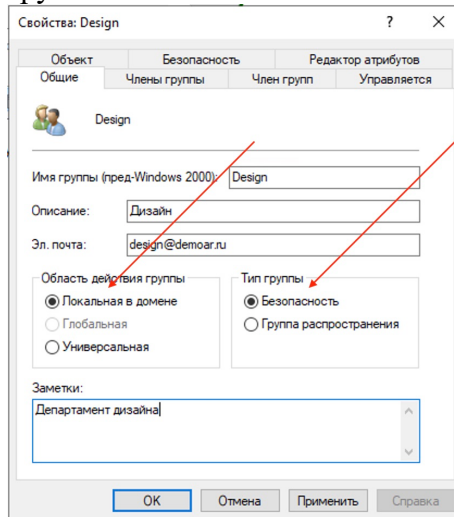 Свойства: Design ? ×
Объект Безопасность Редактор атрибутов
Общие Члены группы Член групп Управляется
Design
Имя группы (пред-Windows 2000): Design
Описание: Дизайн
Эл. почта: design@demoar.ru
Область действия группы Тип группы
Локальная в домене Безопасность
Глобальная Группа распространения
Универсальная
Заметки:
Департамент дизайна
OK Отмена Применить Справка